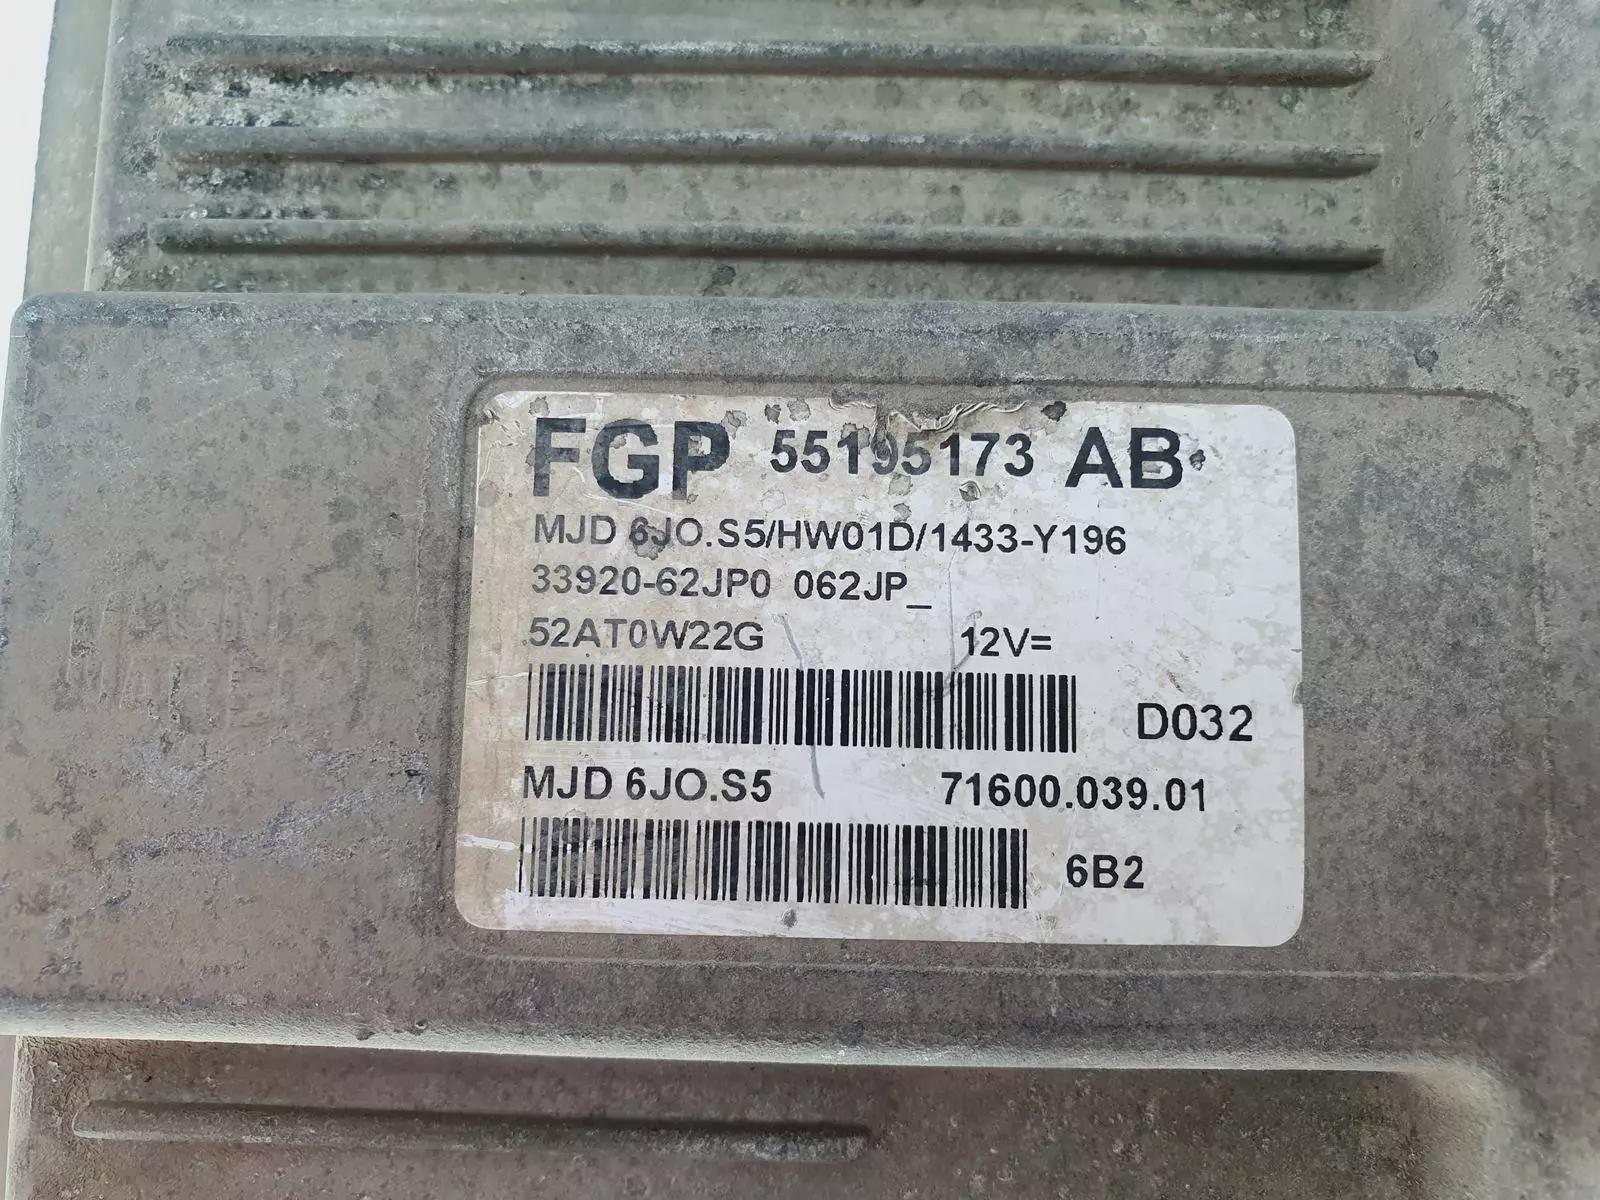 FGP 55195173 AB
MJD 6JO.S5/HW01D/1433-Y196
33920-62JP0 062JP_
52AT0W22G 12V=
D032
MJD 6JO.S5 71600.039.01
6B2